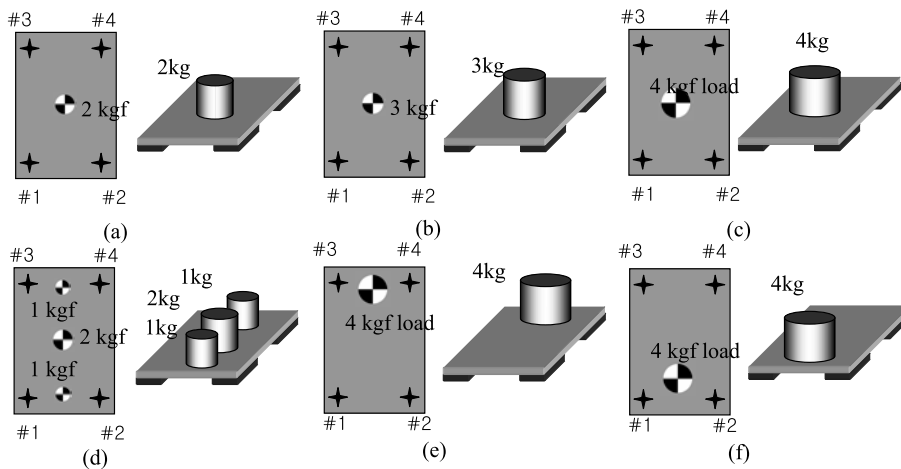 #3 #4
2 kgf
#1 #2
2kg
(a)
#3 #4
3 kgf
#1 #2
3kg
(b)
#3 #4
4 kgf load
#1 #2
4kg
(c)
#3 #4
1 kgf
2 kgf
1 kgf
#1 #2
1kg
2kg
1kg
(d)
#3 #4
4 kgf load
#1 #2
4kg
(e)
#3 #4
4 kgf load
#1 #2
4kg
(f)